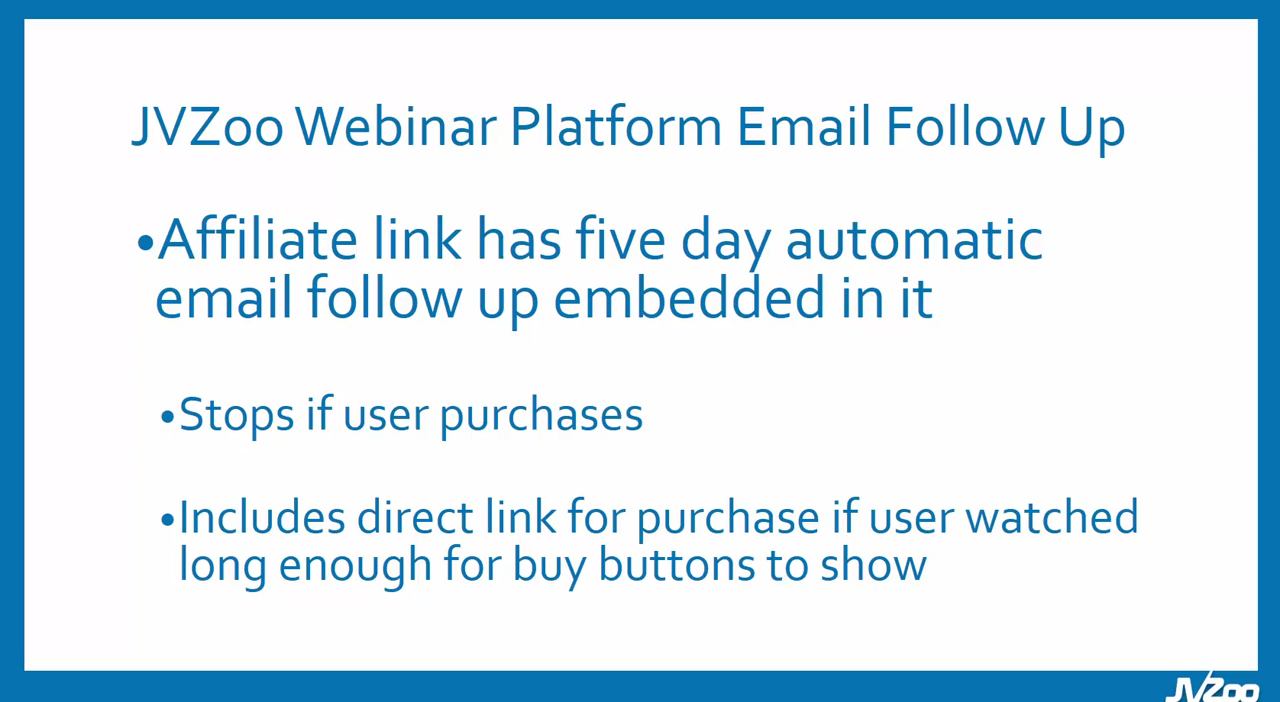 JVZoo Webinar Platform Email Follow Up
•Affiliate link has five day automatic
email follow up embedded in it
•Stops if user purchases
•Includes direct link for purchase if user watched
long enough for buy buttons to show
JVZoo